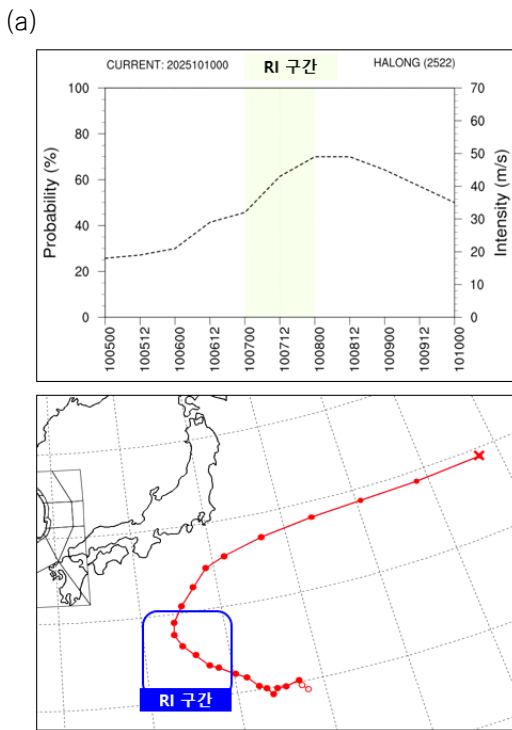 (a)
CURRENT: 2025101000 RI 구간 HALONG (2522)
100 70
80 60
60 50
40 40
20 30
0 20
10
0
Probability (%)
Intensity (m/s)
100500 100512 100600 100612 100700 100712 100800 100812 100900 100912 101000
RI 구간